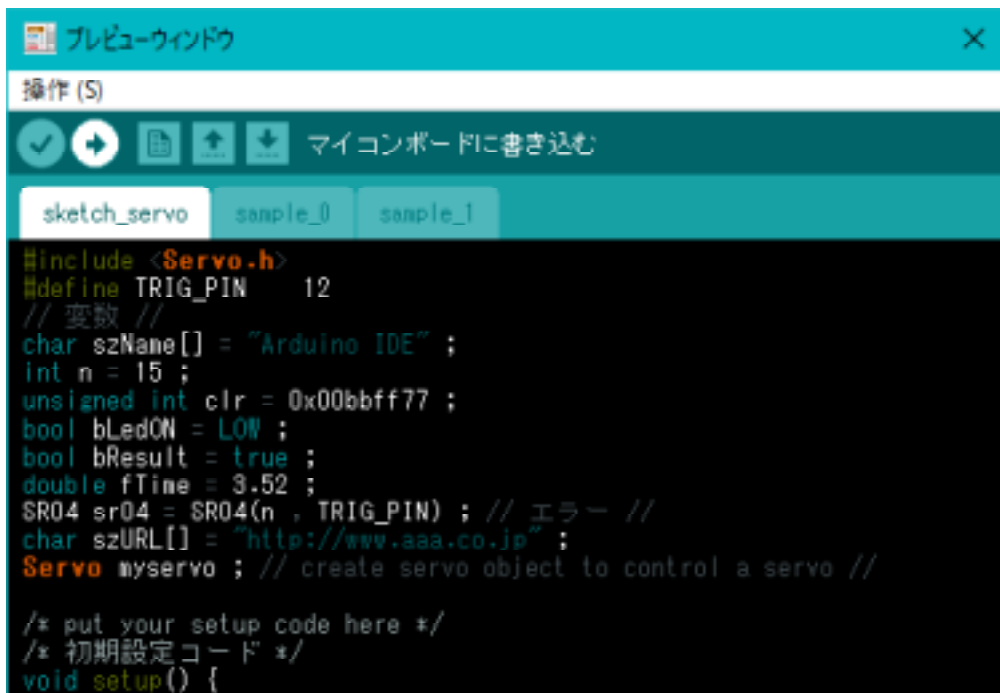 プレビューウィンドウ
操作 (S)
マイコンボードに書き込む
sketch_servo sample_0 sample_1
#include <Servo.h>
#define TRIG_PIN 12
// 変数 //
char szName[] = "Arduino IDE" ;
int n = 15 ;
unsigned int clr = 0x00bbff77 ;
bool bLedON = LOW ;
bool bResult = true ;
double fTime = 3.52 ;
SR04 sr04 = SR04(n , TRIG_PIN) ; // エラー //
char szURL[] = "http://www.aaa.co.jp" ;
Servo myservo ; // create servo object to control a servo //
/* put your setup code here */
/* 初期設定コード */
void setup() {